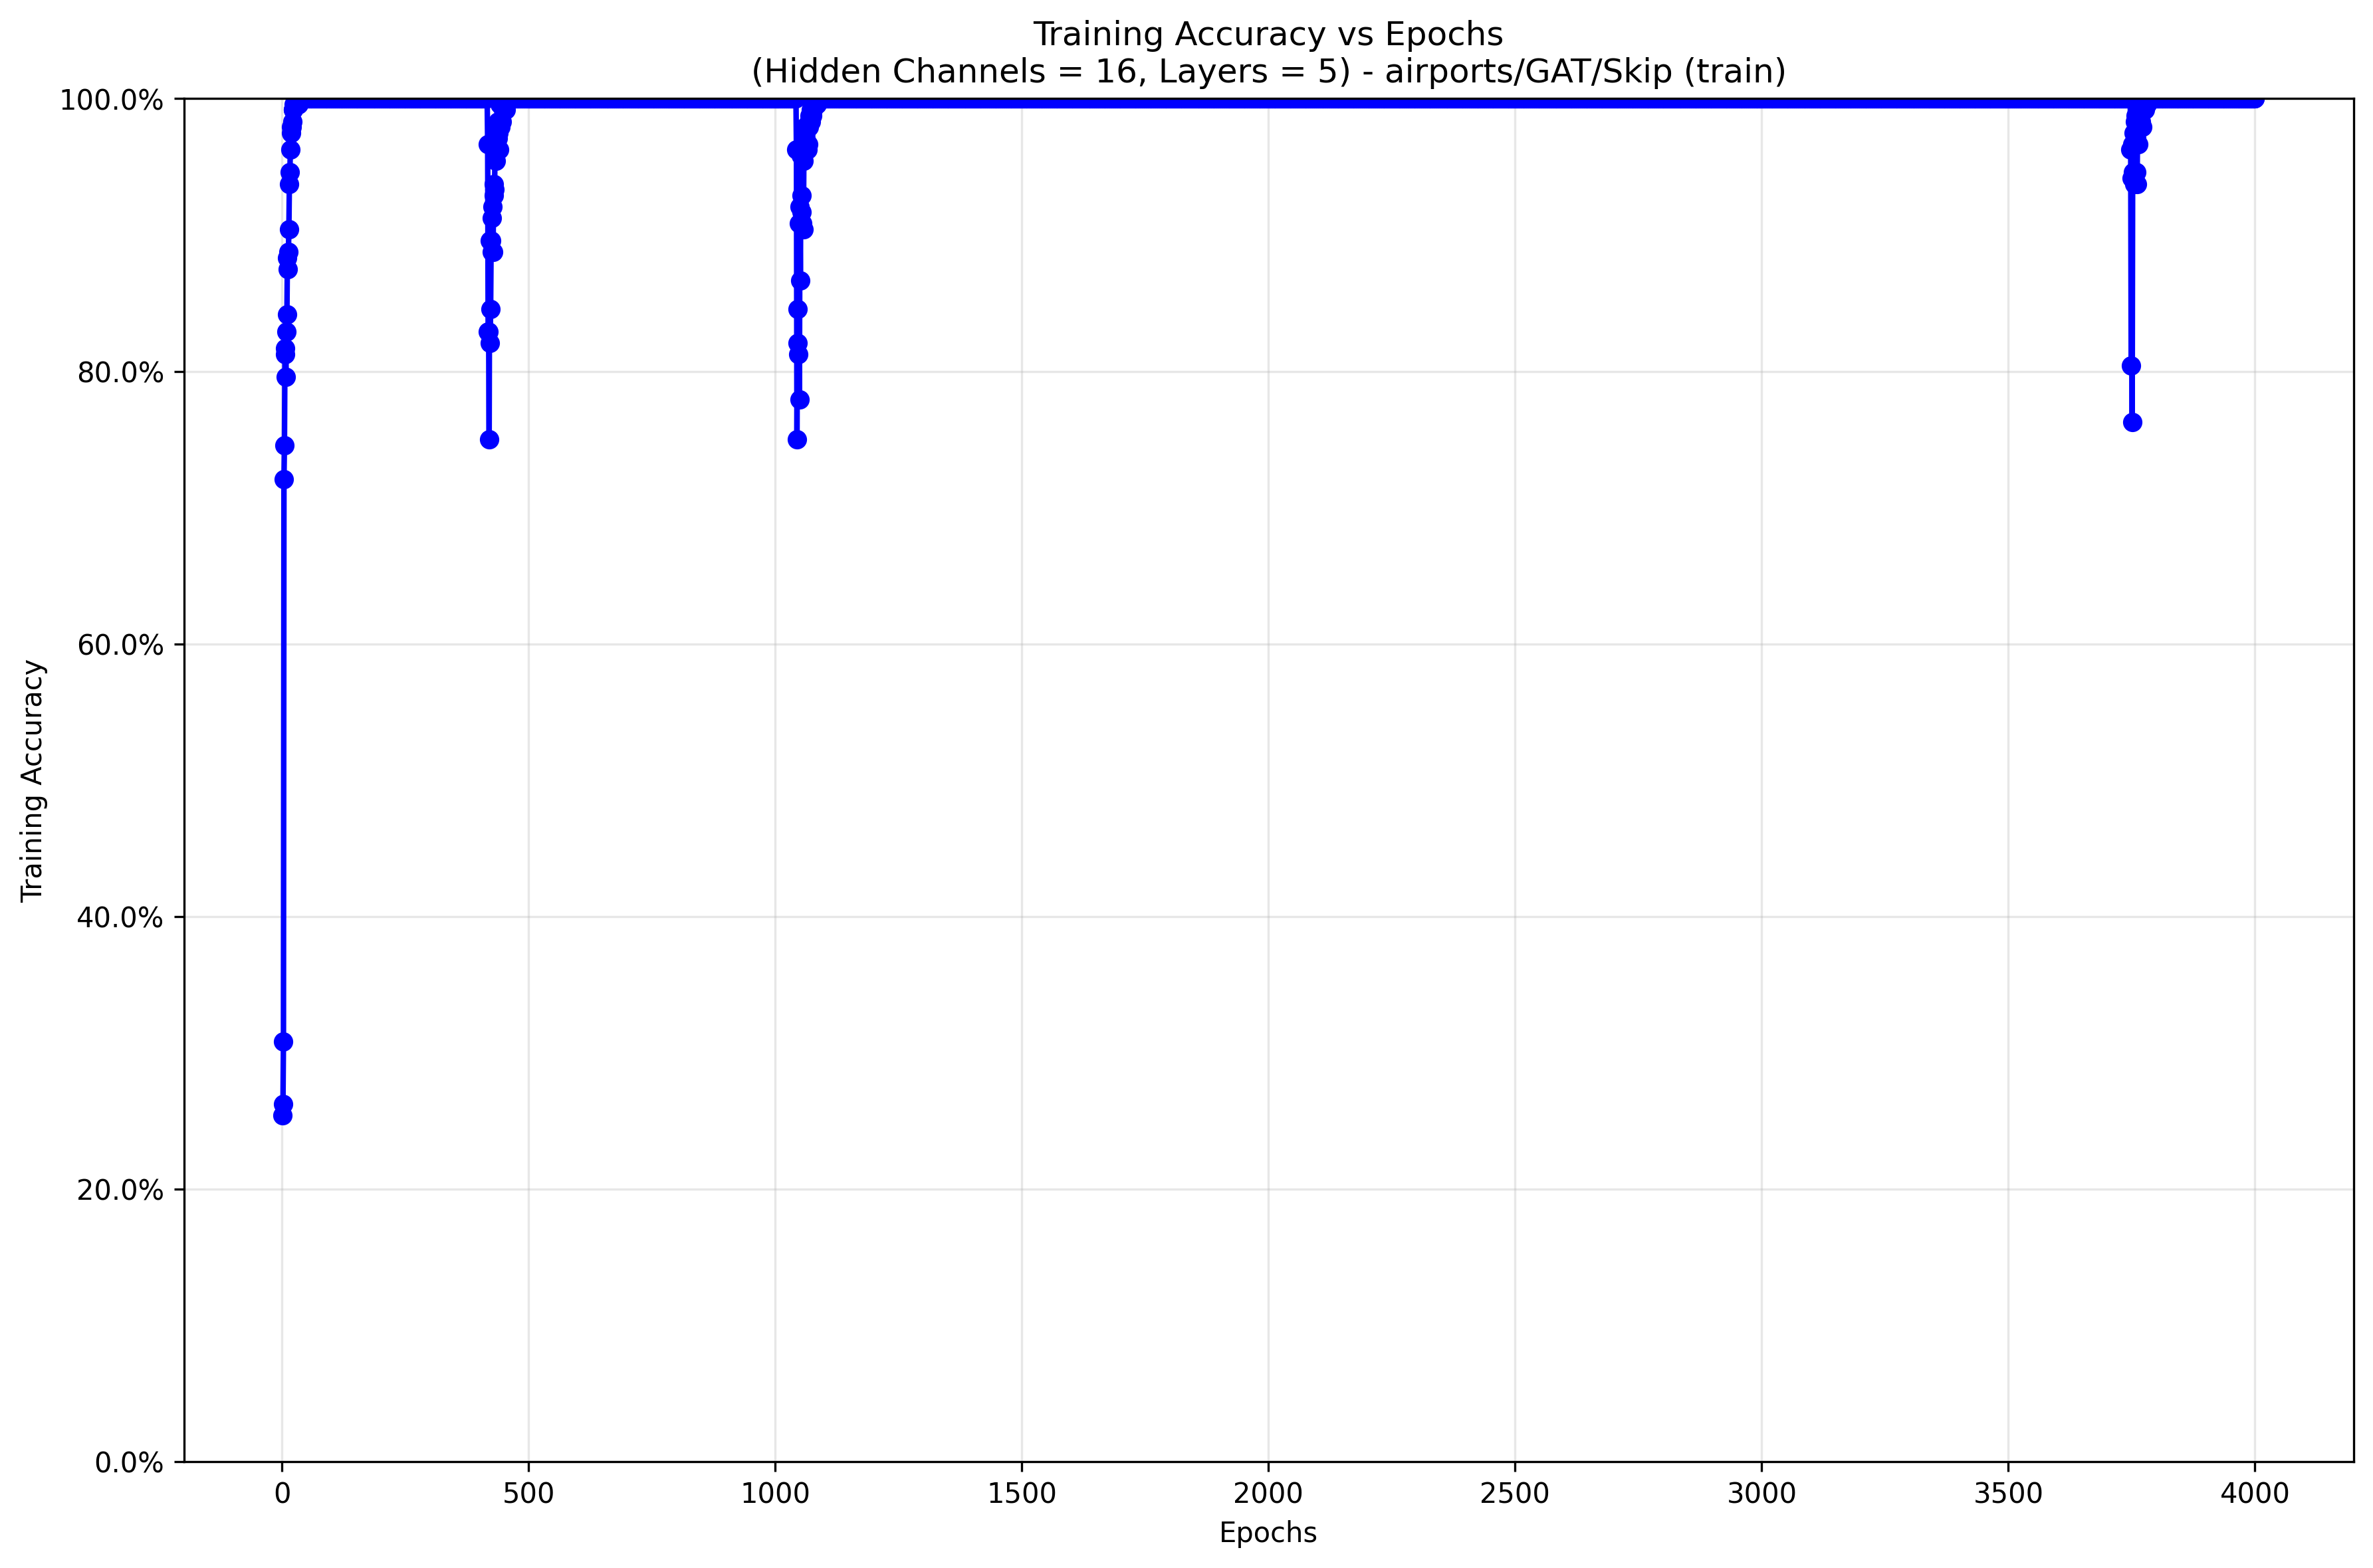 Training Accuracy vs Epochs
(Hidden Channels = 16, Layers = 5) - airports/GAT/Skip (train)
100.0%
80.0%
60.0%
40.0%
20.0%
0.0%
Training Accuracy
0 500 1000 1500 2000 2500 3000 3500 4000
Epochs